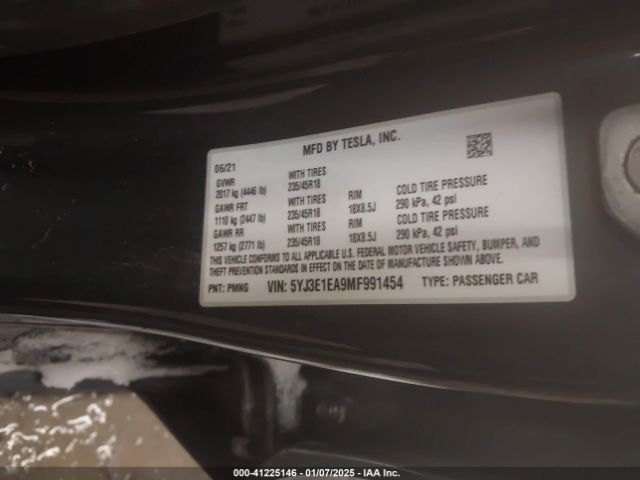 MFD BY TESLA, INC.
06/21
GVWR WITH TIRES
2017 kg (4446 lb) 235/45R18 RIM COLD TIRE PRESSURE
GAWR FRT WITH TIRES 18X8.5J 290 kPa, 42 psi
1110 kg (2447 lb) 235/45R18 RIM COLD TIRE PRESSURE
GAWR RR WITH TIRES 18X8.5J 290 kPa, 42 psi
1257 kg (2771 lb) 235/45R18
THIS VEHICLE CONFORMS TO ALL APPLICABLE U.S. FEDERAL MOTOR VEHICLE SAFETY, BUMPER, AND
THEFT PREVENTION STANDARDS IN EFFECT ON THE DATE OF MANUFACTURE SHOWN ABOVE.
PNT: PMNG VIN: 5YJ3E1EA9MF991454 TYPE: PASSENGER CAR
000-41225146 - 01/07/2025 - IAA Inc.